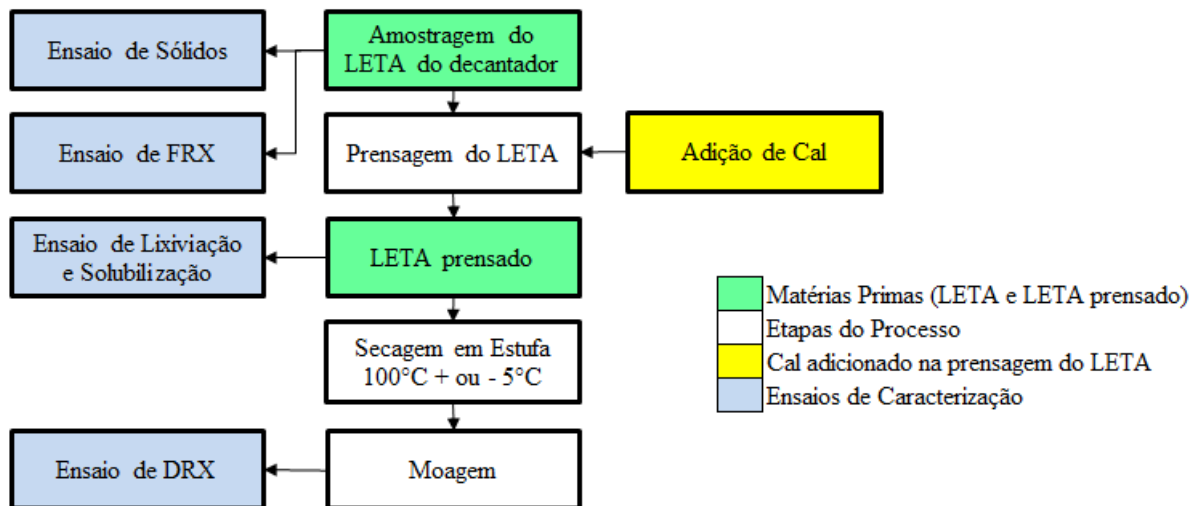 Ensaio de Sólidos
Amostragem do
LETA do decantador
Ensaio de FRX
Prensagem do LETA
Adição de Cal
Ensaio de Lixiviação
e Solubilização
LETA prensado
Secagem em Estufa
100°C + ou - 5°C
Ensaio de DRX
Moagem
Matérias Primas (LETA e LETA prensado)
Etapas do Processo
Cal adicionado na prensagem do LETA
Ensaios de Caracterização